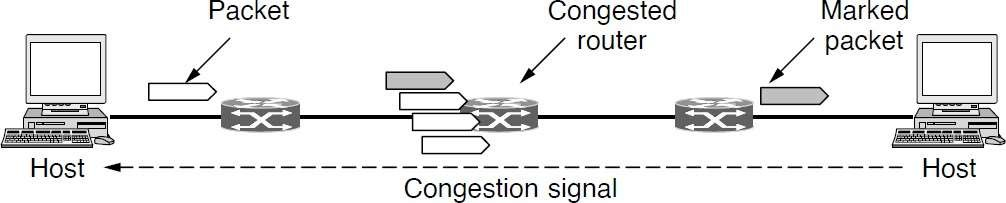 Packet
Congested
router
Marked
packet
Host
Host
Congestion signal